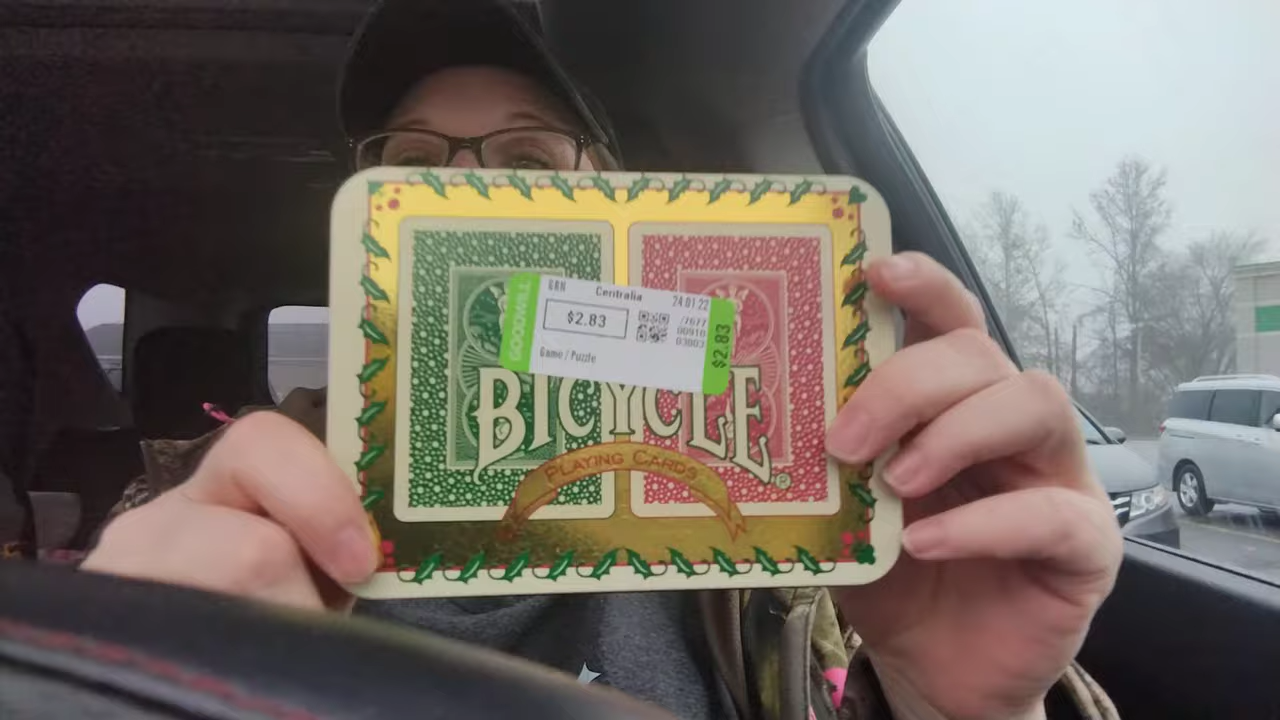 GOODWILL
GRN Centralia 24.01.22
$2.83
/7677
00910
03803
Game / Puzzle
$2.83
BICYCLE®
PLAYING CARDS